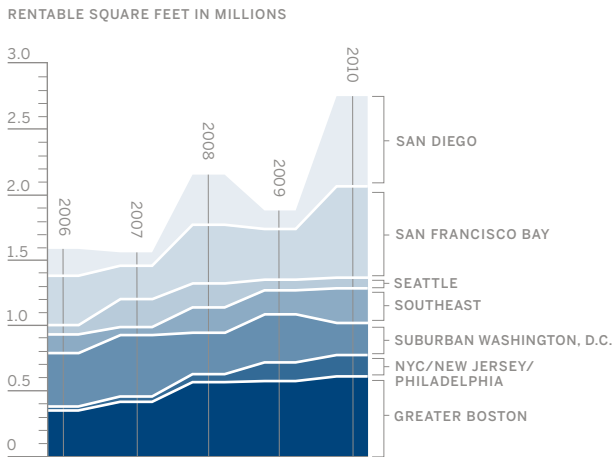 RENTABLE SQUARE FEET IN MILLIONS
3.0
2.5
2.0
1.5
1.0
0.5
0
2006
2007
2008
2009
2010
SAN DIEGO
SAN FRANCISCO BAY
SEATTLE
SOUTHEAST
SUBURBAN WASHINGTON, D.C.
NYC/NEW JERSEY/
PHILADELPHIA
GREATER BOSTON